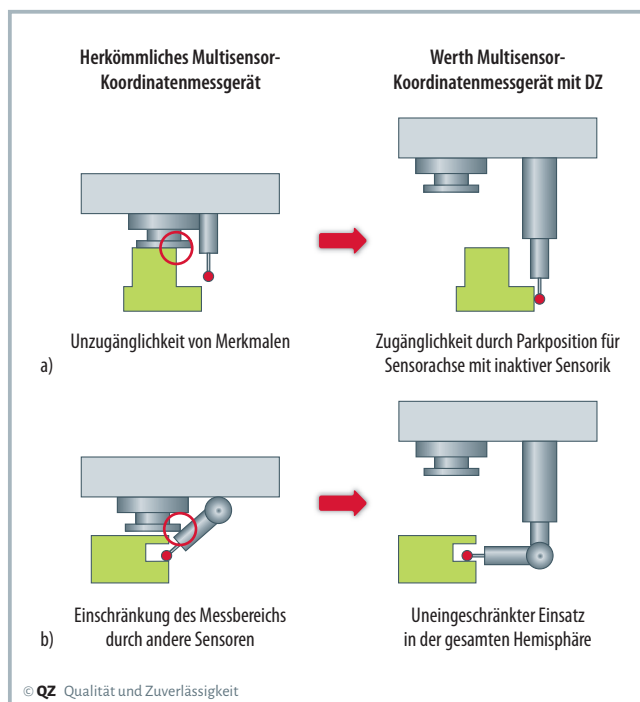 Herkömmliches Multisensor-
Koordinatenmessgerät
Werth Multisensor-
Koordinatenmessgerät mit DZ
a)
Unzugänglichkeit von Merkmalen
Zugänglichkeit durch Parkposition für
Sensorachse mit inaktiver Sensorik
b)
Einschränkung des Messbereichs
durch andere Sensoren
Uneingeschränkter Einsatz
in der gesamten Hemisphäre
© QZ Qualität und Zuverlässigkeit